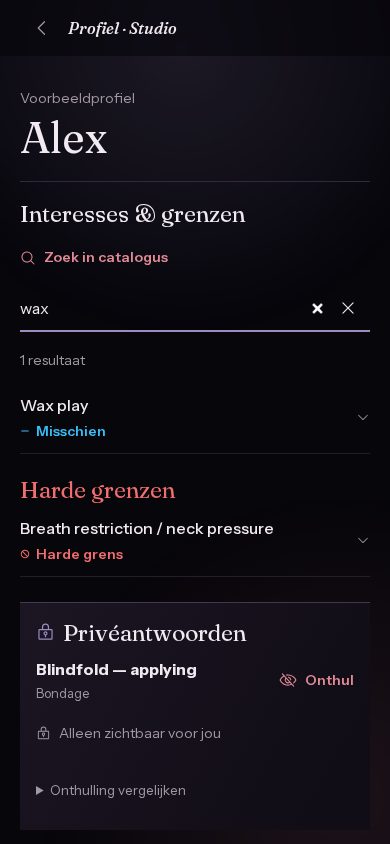 Profiel · Studio
Voorbeeldprofiel
Alex
Interesses & grenzen
Zoek in catalogus
wax
1 resultaat
Wax play
Misschien
Harde grenzen
Breath restriction / neck pressure
Harde grens
Privéantwoorden
Blindfold — applying
Bondage
Onthul
Alleen zichtbaar voor jou
Onthulling vergelijken